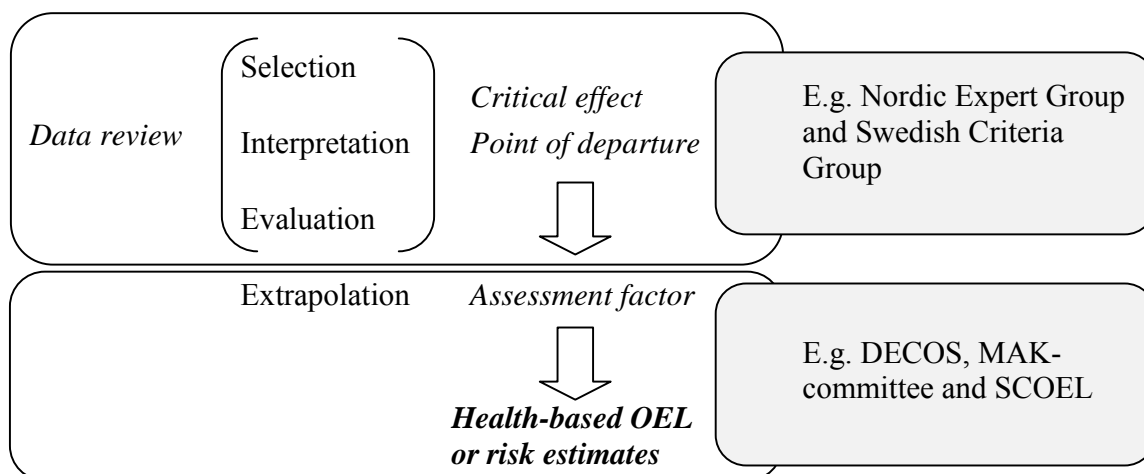 Data review
Selection
Interpretation
Evaluation
Critical effect
Point of departure
E.g. Nordic Expert Group
and Swedish Criteria
Group
Extrapolation
Assessment factor
Health-based OEL
or risk estimates
E.g. DECOS, MAK-
committee and SCOEL